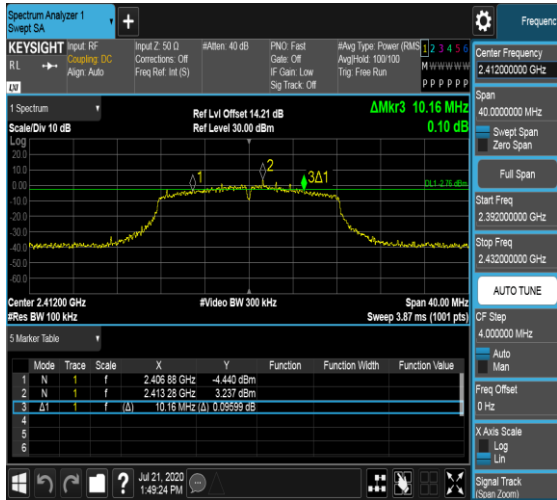 Spectrum Analyzer 1
Swept SA
+
Frequenc
KEYSIGHT
RL
LXI
Input: RF
Coupling: DC
Align: Auto
Input Z: 50 Ω
Corrections: Off
Freq Ref: Int (S)
#Atten: 40 dB
PNO: Fast
Gate: Off
IF Gain: Low
Sig Track: Off
#Avg Type: Power (RMS
Avg|Hold: 100/100
Trig: Free Run
1 2 3 4 5 6
M W W W W W
P P P P P P
1 Spectrum
Scale/Div 10 dB
Ref Lvl Offset 14.21 dB
Ref Level 30.00 dBm
ΔMkr3 10.16 MHz
0.10 dB
Log
20.0
10.0
0.00
-10.0
-20.0
-30.0
-40.0
-50.0
-60.0
1
2
3Δ1
DL1 -2.76 dBm
Center 2.41200 GHz
#Res BW 100 kHz
#Video BW 300 kHz
Span 40.00 MHz
Sweep 3.87 ms (1001 pts)
5 Marker Table
Mode Trace Scale X Y Function Function Width Function Value
1 N 1 f 2.406 88 GHz -4.440 dBm
2 N 1 f 2.413 28 GHz 3.237 dBm
3 Δ1 1 f (Δ) 10.16 MHz (Δ) 0.09599 dB
4
5
6
Jul 21, 2020
1:49:24 PM
Center Frequency
2.412000000 GHz
Span
40.0000000 MHz
Swept Span
Zero Span
Full Span
Start Freq
2.392000000 GHz
Stop Freq
2.432000000 GHz
AUTO TUNE
CF Step
4.000000 MHz
Auto
Man
Freq Offset
0 Hz
X Axis Scale
Log
Lin
Signal Track
(Span Zoom)